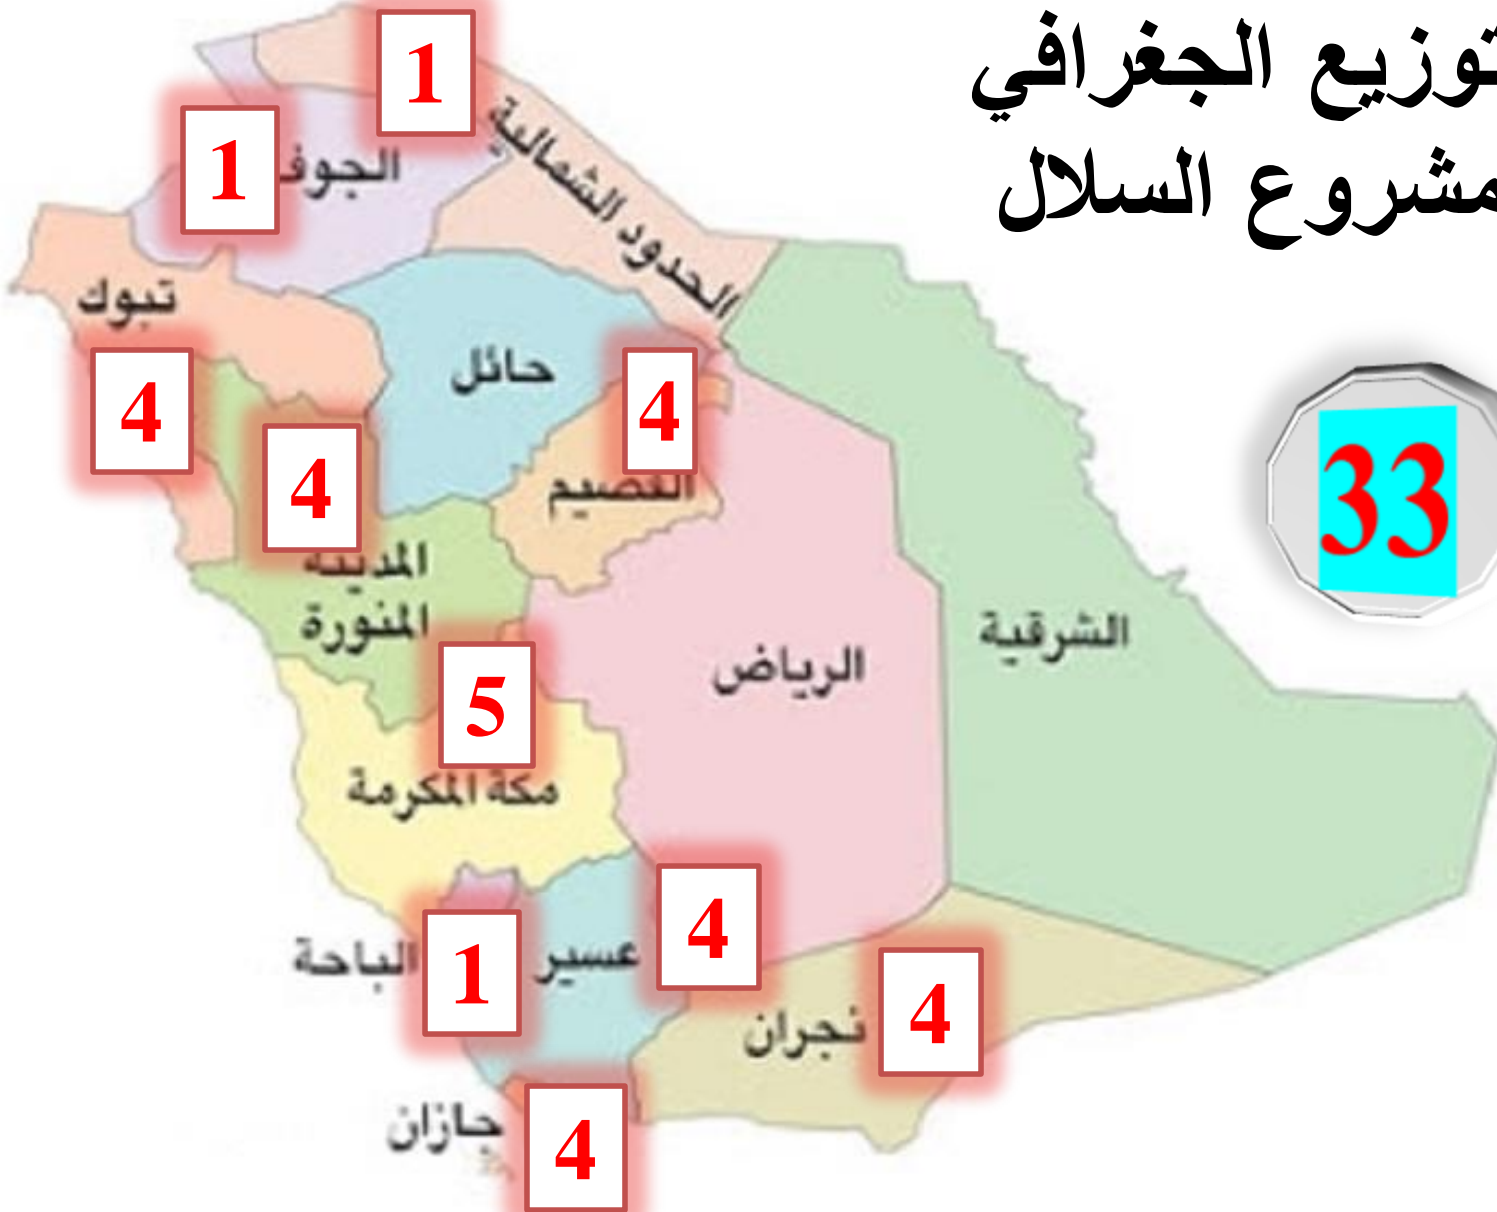 توزيع الجغرافي
مشروع السلال
33
1
الحدود الشمالية
1
الجوف
تبوك
4
حائل
4
القصيم
4
المدينة
المنورة
5
مكة المكرمة
الرياض
الشرقية
الباحة
1
عسير
4
نجران
4
جازان
4